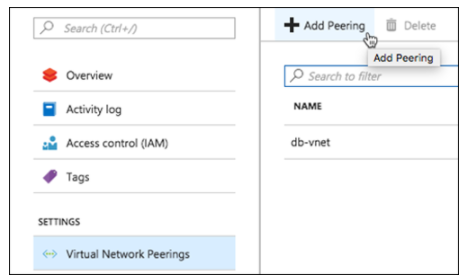 Search (Ctrl+/)
Overview
Activity log
Access control (IAM)
Tags
SETTINGS
Virtual Network Peerings
Add Peering
Delete
Add Peering
Search to filter
NAME
db-vnet